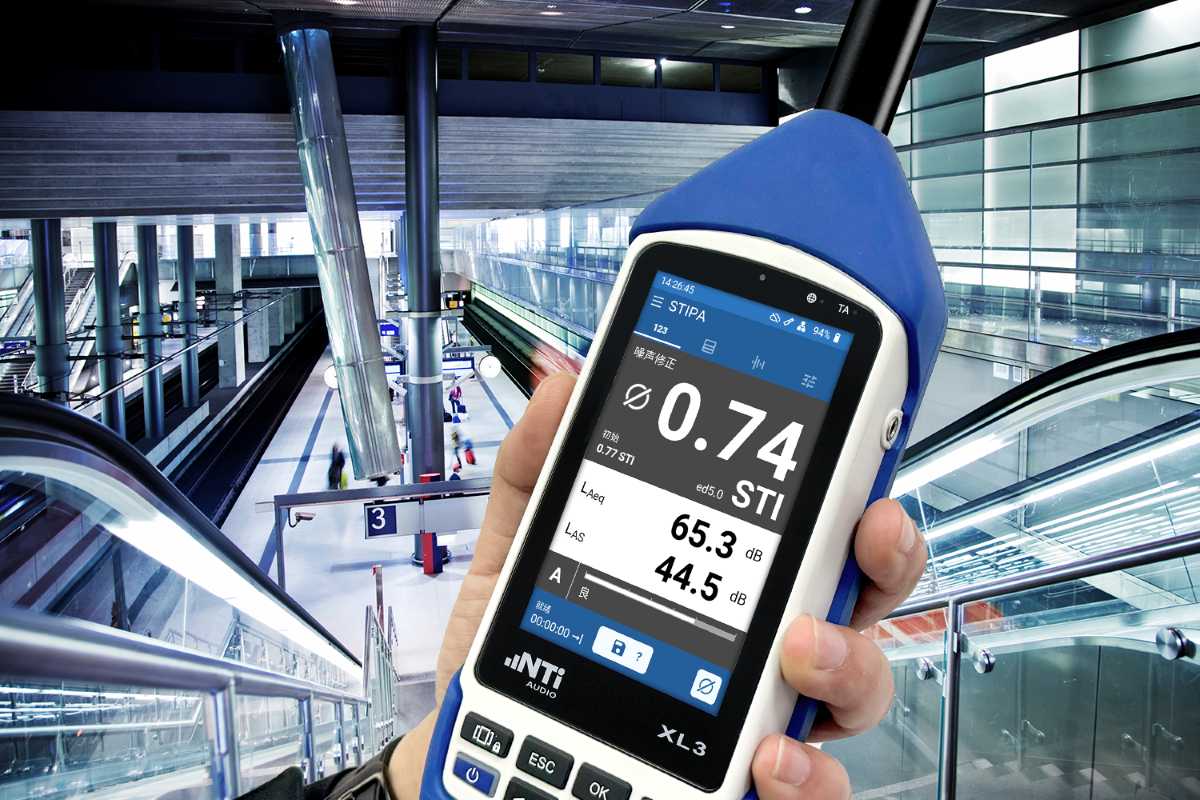 TA
14:26:45
94%
STIPA
123
噪声修正
0.74
初始
0.77 STI
ed5.0 STI
LAeq 65.3 dB
LAS 44.5 dB
A
良
就绪
00:00:00
?
NTi
AUDIO
XL3
ESC
OK
3